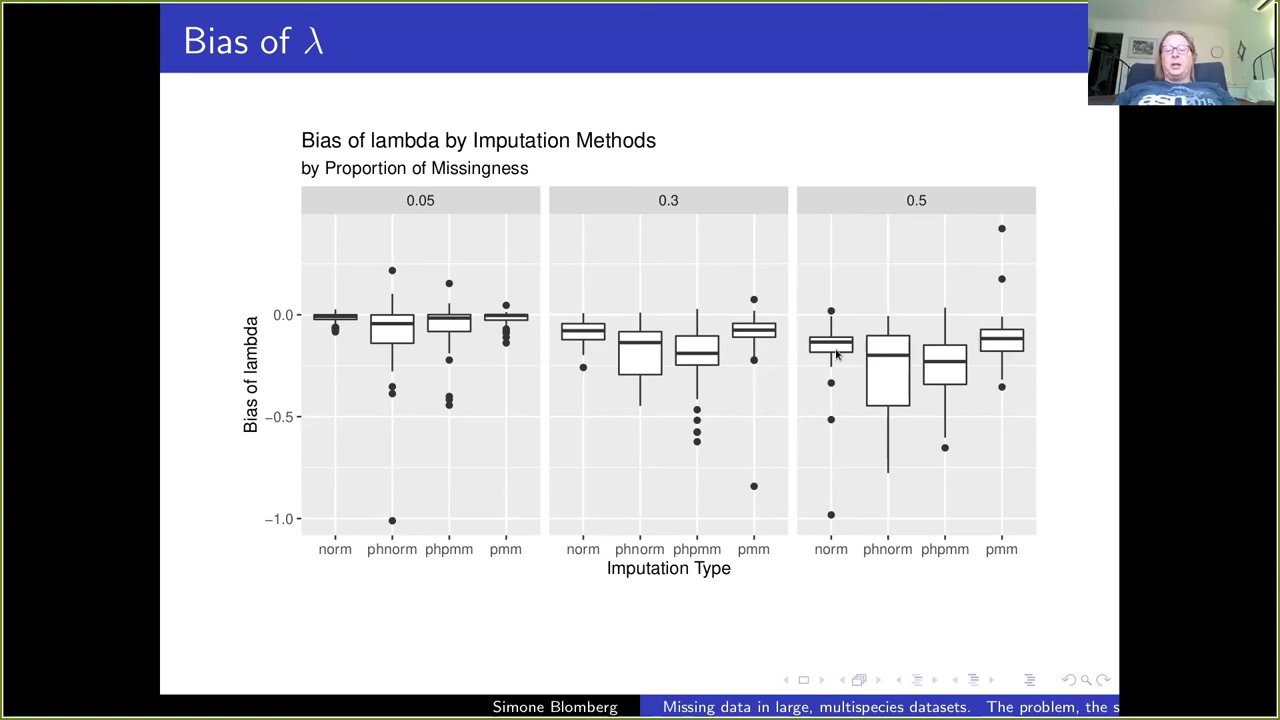 Bias of λ
Bias of lambda by Imputation Methods
by Proportion of Missingness
0.05 0.3 0.5
Bias of lambda
0.0
−0.5
−1.0
norm phnorm phpmm pmm norm phnorm phpmm pmm norm phnorm phpmm pmm
Imputation Type
asn 2015
Simone Blomberg Missing data in large, multispecies datasets. The problem, the s